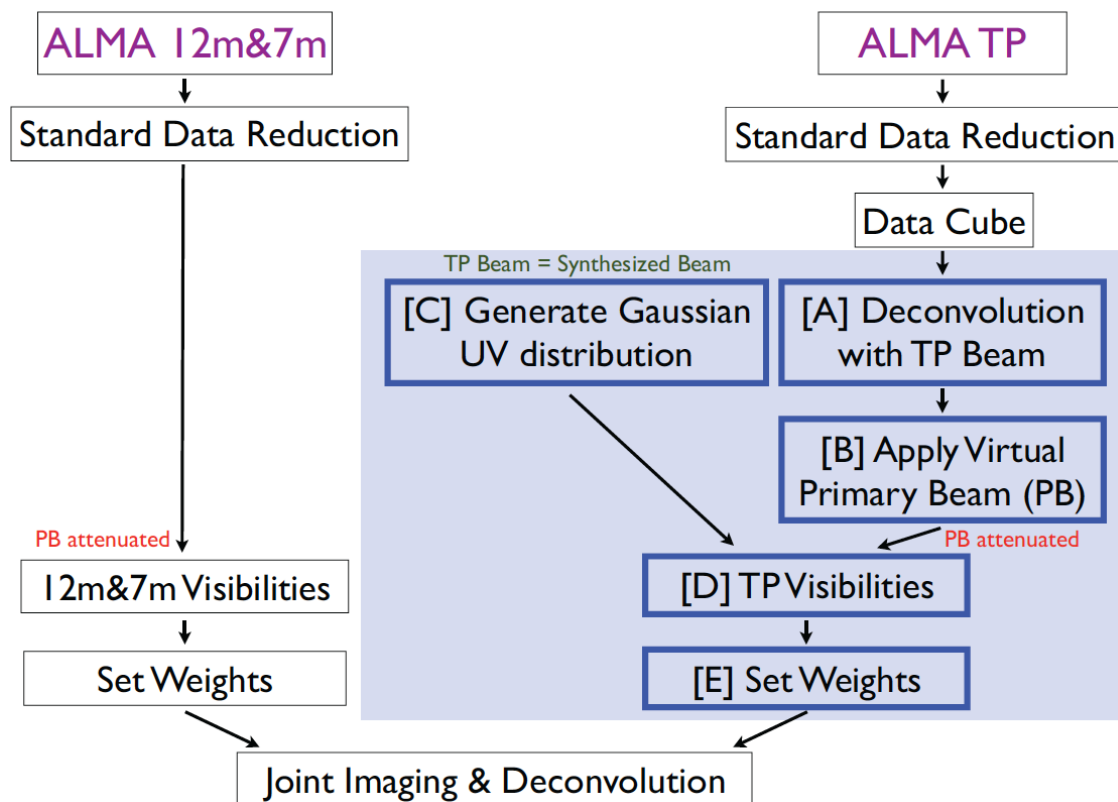 ALMA 12m&7m
ALMA TP
Standard Data Reduction
Standard Data Reduction
Data Cube
TP Beam = Synthesized Beam
[C] Generate Gaussian
UV distribution
[A] Deconvolution
with TP Beam
[B] Apply Virtual
Primary Beam (PB)
PB attenuated
PB attenuated
12m&7m Visibilities
[D] TP Visibilities
Set Weights
[E] Set Weights
Joint Imaging & Deconvolution